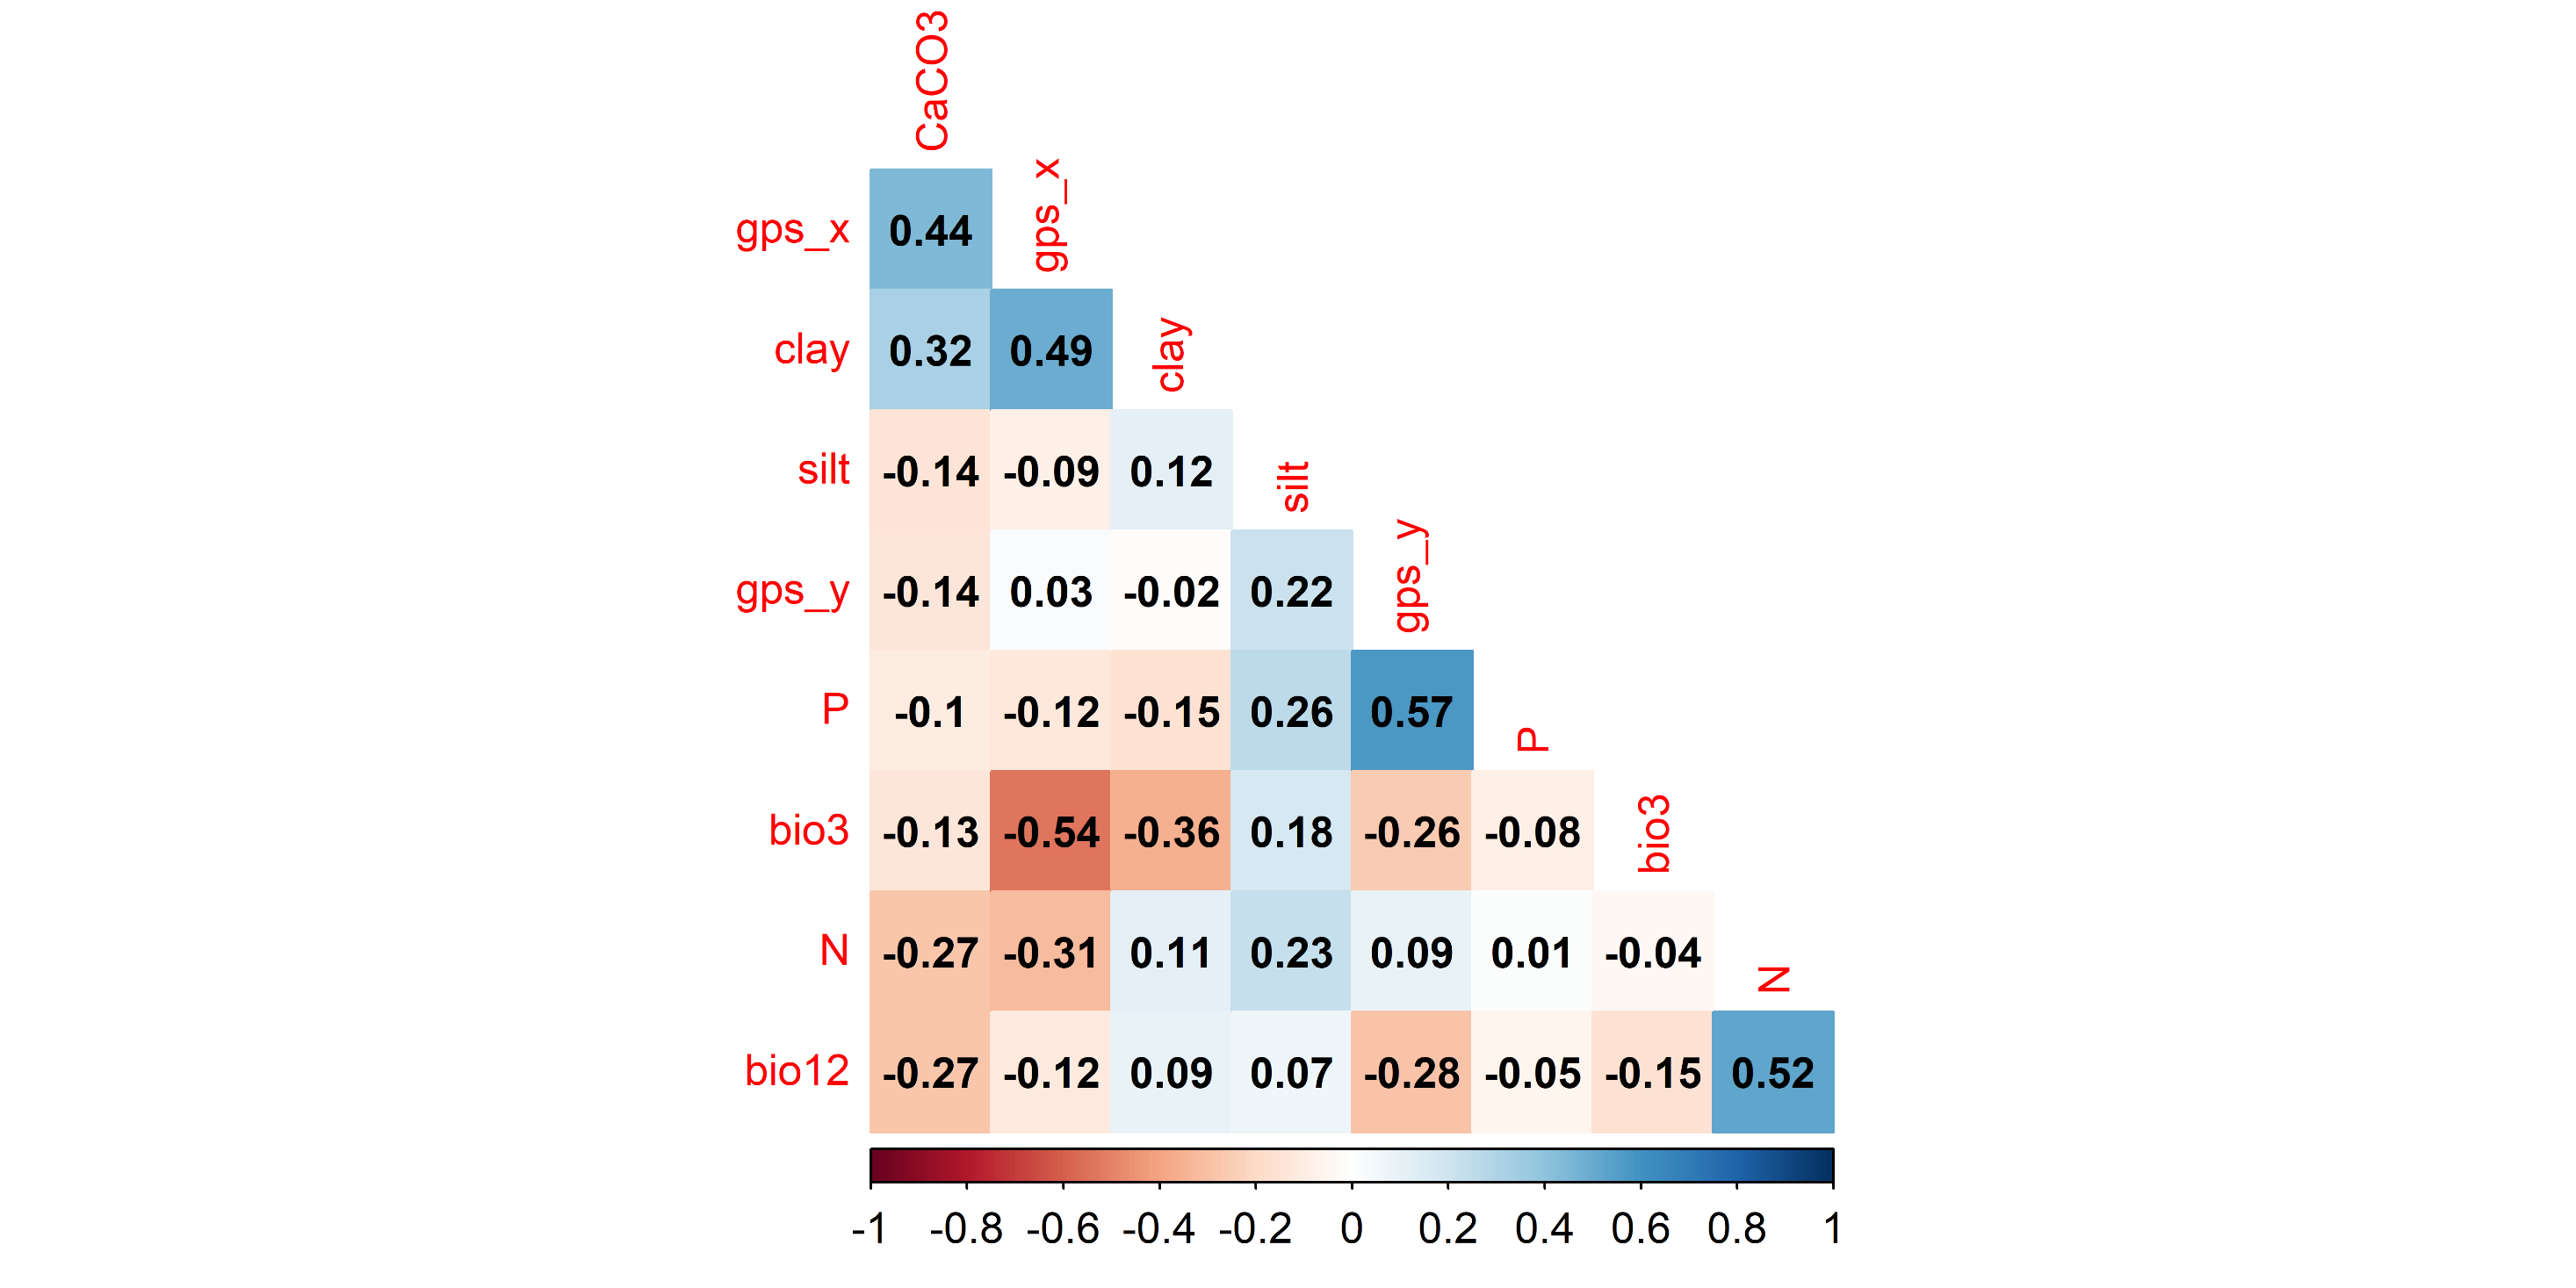 CaCO3
gps_x 0.44 gps_x
clay 0.32 0.49 clay
silt -0.14 -0.09 0.12 silt
gps_y -0.14 0.03 -0.02 0.22 gps_y
P -0.1 -0.12 -0.15 0.26 0.57 P
bio3 -0.13 -0.54 -0.36 0.18 -0.26 -0.08 bio3
N -0.27 -0.31 0.11 0.23 0.09 0.01 -0.04 N
bio12 -0.27 -0.12 0.09 0.07 -0.28 -0.05 -0.15 0.52
-1 -0.8 -0.6 -0.4 -0.2 0 0.2 0.4 0.6 0.8 1